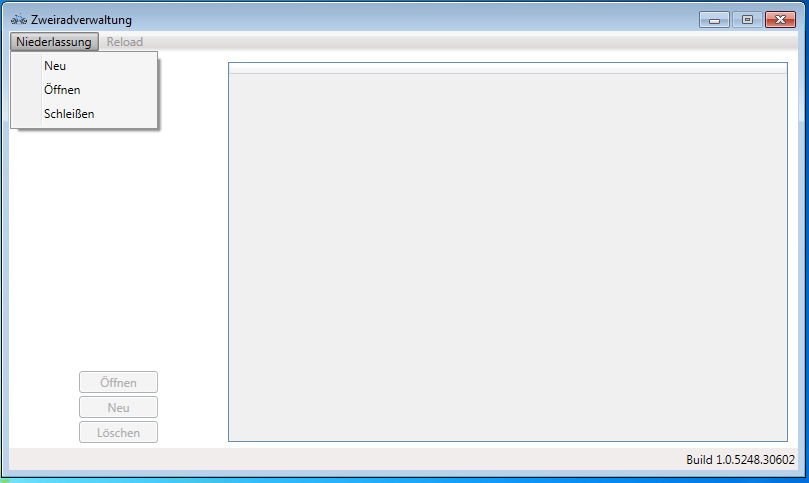 Zweiradverwaltung
Niederlassung Reload
Neu
Öffnen
Schleißen
Öffnen
Neu
Löschen
Build 1.0.5248.30602